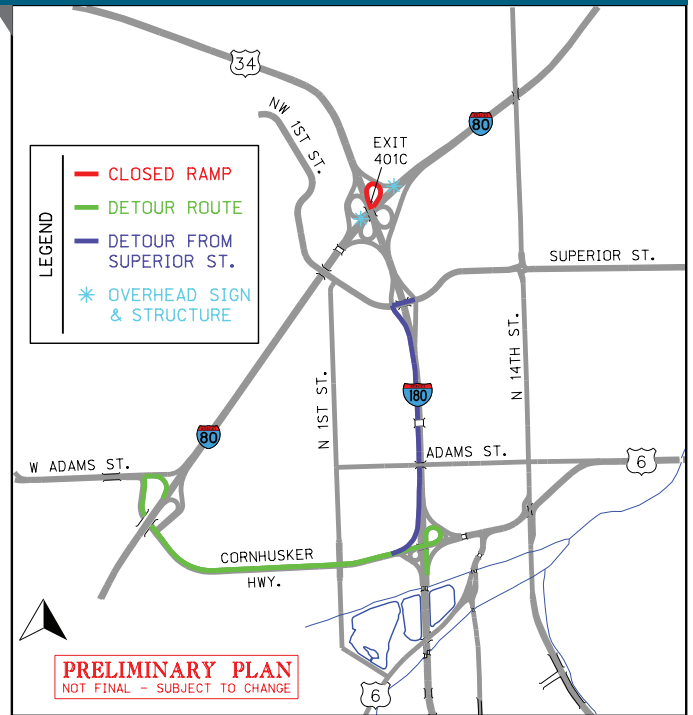 34
NW 1ST ST.
80
EXIT
401C
LEGEND
CLOSED RAMP
DETOUR ROUTE
DETOUR FROM
SUPERIOR ST.
OVERHEAD SIGN
& STRUCTURE
SUPERIOR ST.
N 14TH ST.
N 1ST ST.
180
80
W ADAMS ST.
ADAMS ST.
6
CORNHUSKER
HWY.
PRELIMINARY PLAN
NOT FINAL - SUBJECT TO CHANGE
6